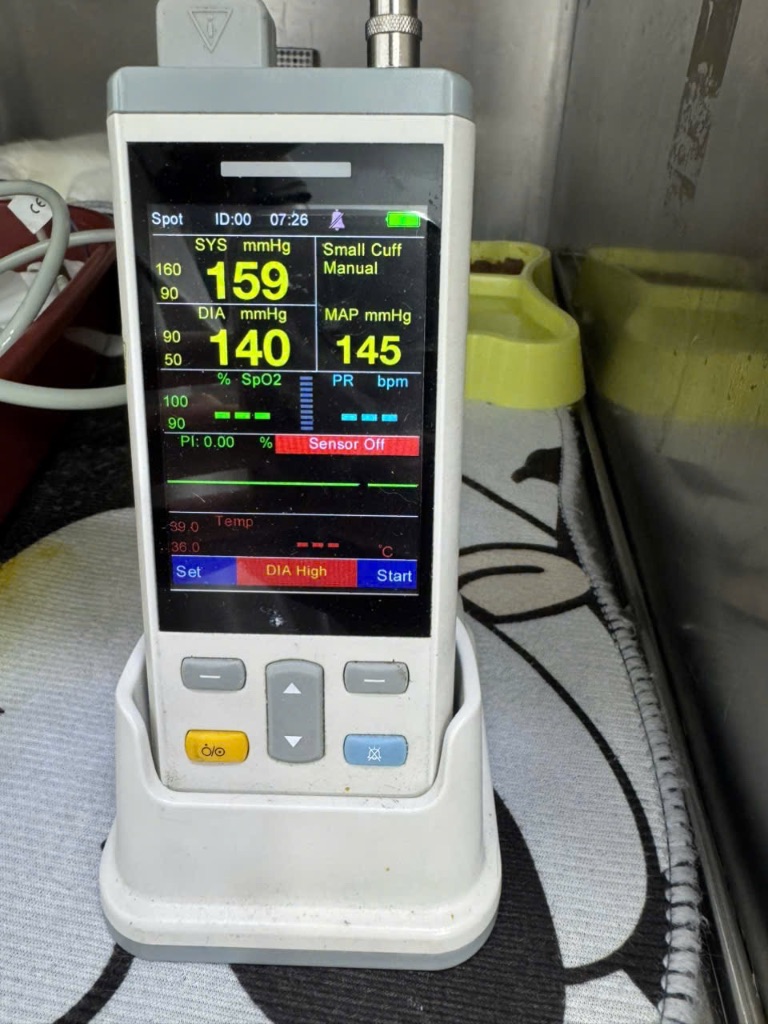 CE
Spot ID:00 07:26
SYS mmHg
160
90
159
Small Cuff
Manual
DIA mmHg
90
50
140
MAP mmHg
145
% SpO2
100
90
---
PR bpm
---
PI: 0.00 %
Sensor Off
Temp
39.0
36.0
---
°C
Set
DIA High
Start